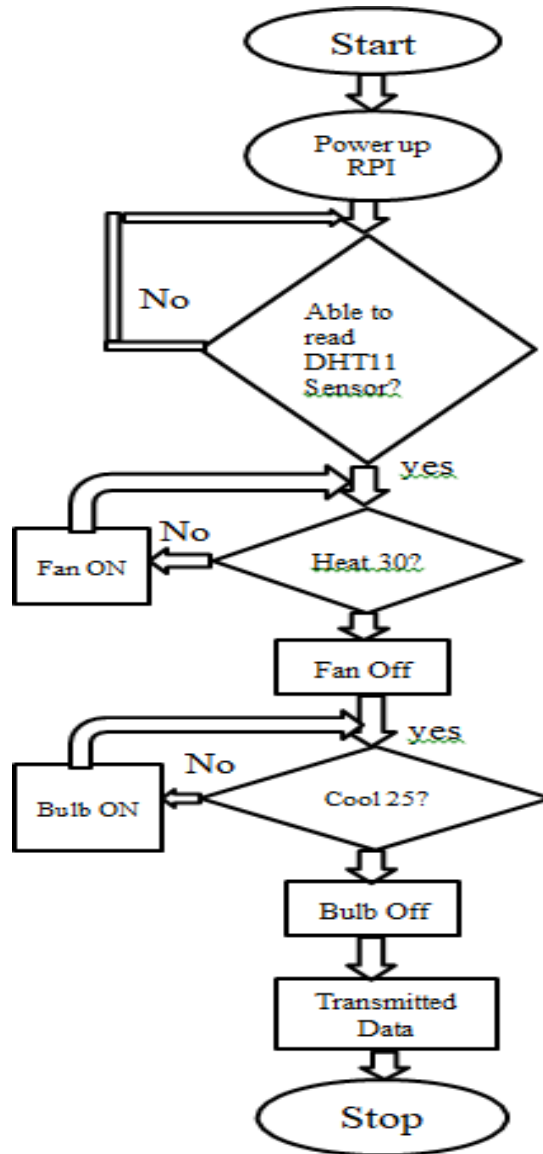 Start
Power up
RPI
No
Able to
read
DHT11
Sensor?
yes
No
Fan ON
Heat 30?
Fan Off
yes
No
Bulb ON
Cool 25?
Bulb Off
Transmitted
Data
Stop